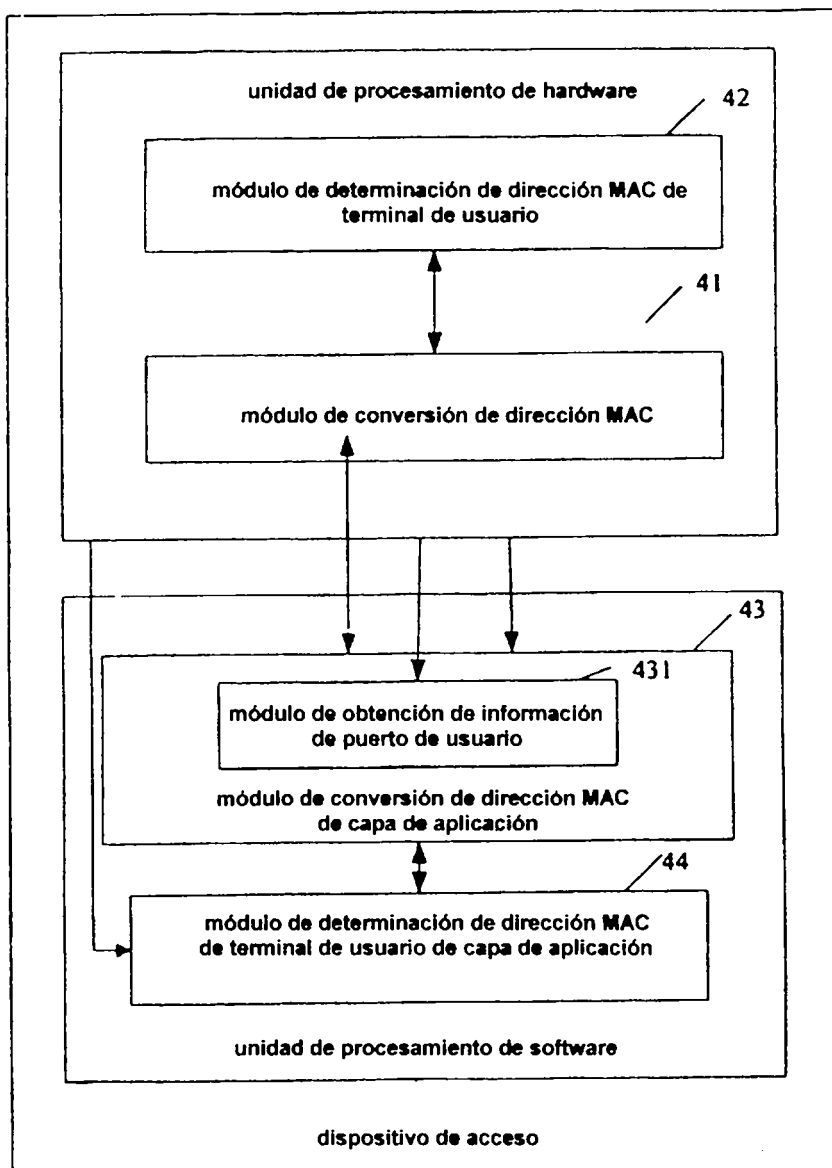 unidad de procesamiento de hardware
42
módulo de determinación de dirección MAC de
terminal de usuario
41
módulo de conversión de dirección MAC
43
431
módulo de obtención de información
de puerto de usuario
módulo de conversión de dirección MAC
de capa de aplicación
44
módulo de determinación de dirección MAC
de terminal de usuario de capa de aplicación
unidad de procesamiento de software
dispositivo de acceso